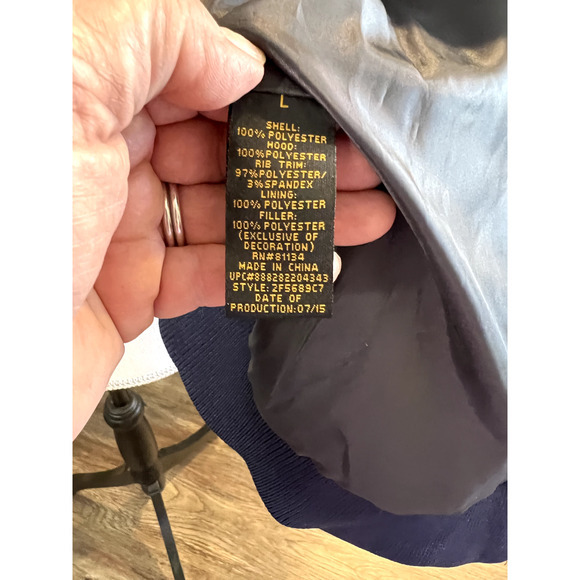 L
SHELL:
100% POLYESTER
HOOD:
100% POLYESTER
RIB TRIM:
97% POLYESTER/
3% SPANDEX
LINING:
100% POLYESTER
FILLER:
100% POLYESTER
(EXCLUSIVE OF
DECORATION)
RN#81134
MADE IN CHINA
UPC#888282204343
STYLE: 2F5689C7
DATE OF
PRODUCTION:07/15